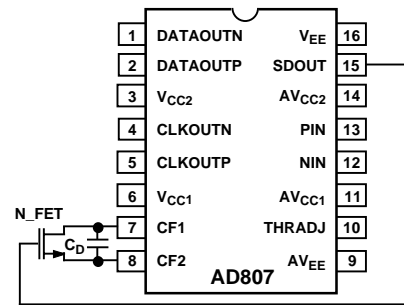 1 DATAOUTN VEE 16
2 DATAOUTP SDOUT 15
3 VCC2 AVCC2 14
4 CLKOUTN PIN 13
5 CLKOUTP NIN 12
6 VCC1 AVCC1 11
N_FET
7 CF1 THRADJ 10
CD
8 CF2 AVEE 9
AD807